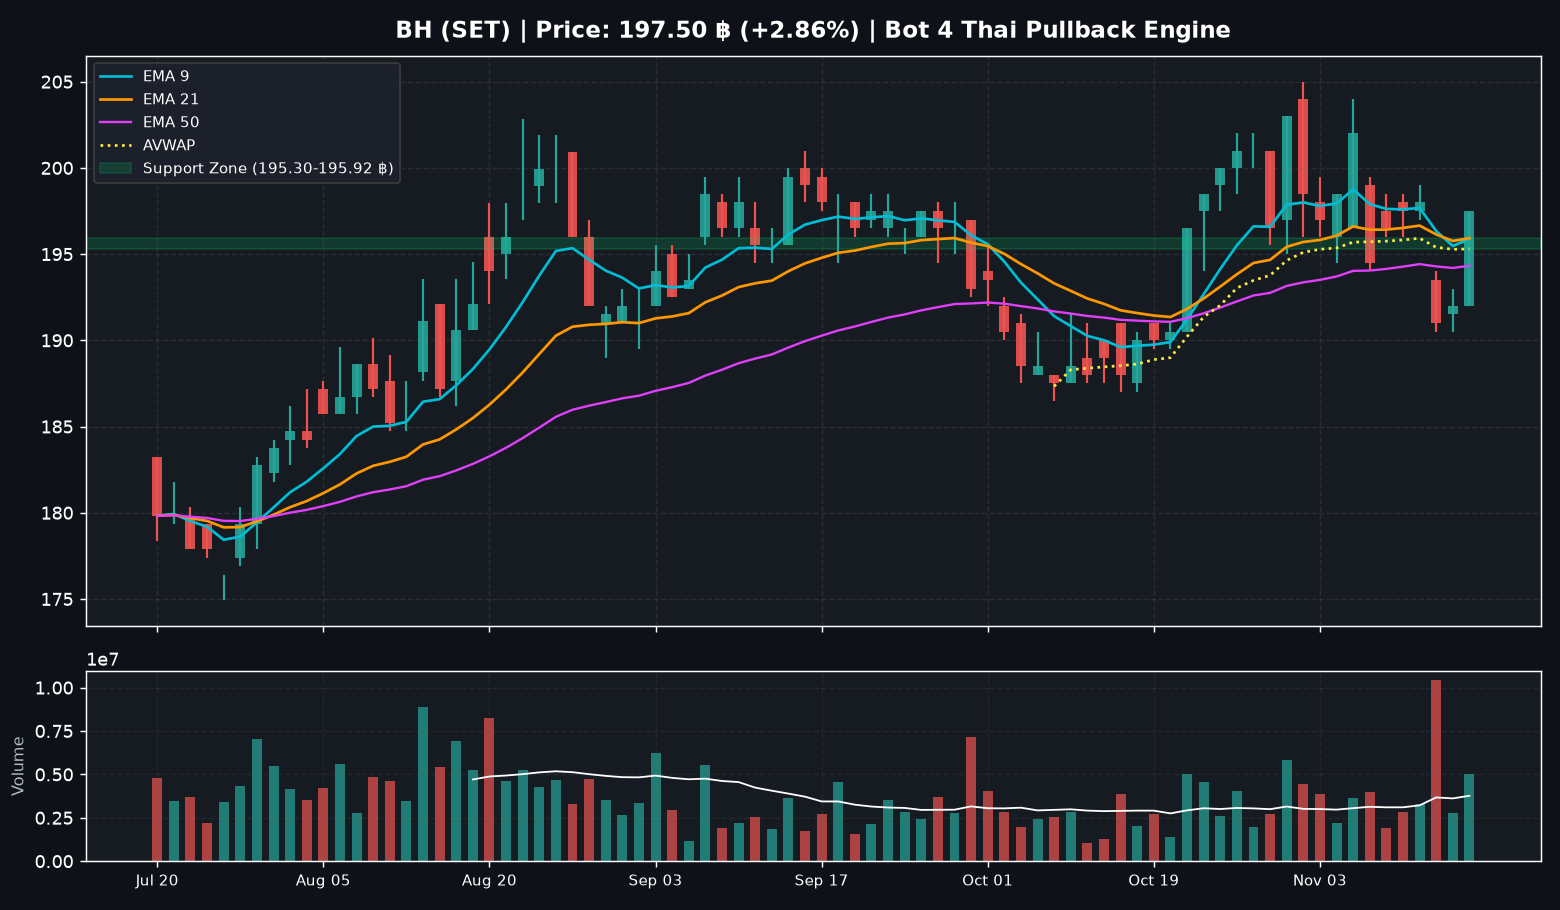 BH (SET) | Price: 197.50 ฿ (+2.86%) | Bot 4 Thai Pullback Engine
EMA 9
EMA 21
EMA 50
AVWAP
Support Zone (195.30-195.92 ฿)
205
200
195
190
185
180
175
1e7
1.00
0.75
0.50
0.25
0.00
Volume
Jul 20
Aug 05
Aug 20
Sep 03
Sep 17
Oct 01
Oct 19
Nov 03